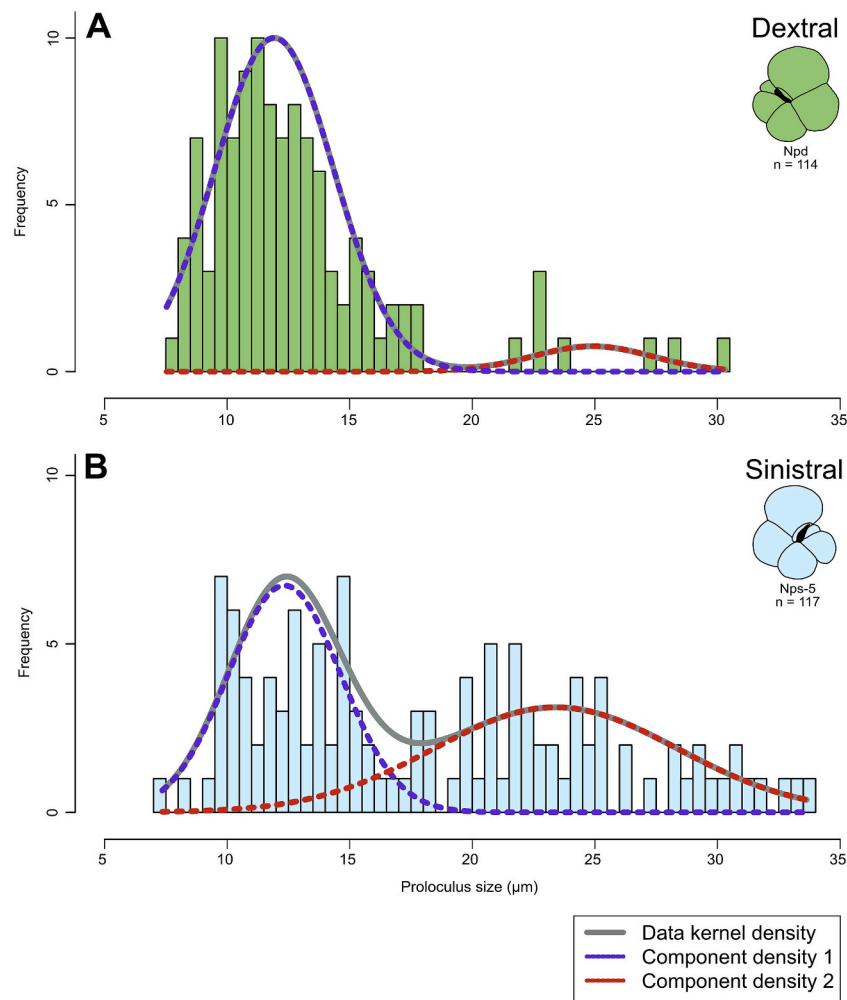 A
Dextral
Npd
n = 114
Frequency
10
5
0
5
10
15
20
25
30
35
B
Sinistral
Nps-5
n = 117
Frequency
10
5
0
5
10
15
20
25
30
35
Proloculus size (µm)
Data kernel density
Component density 1
Component density 2